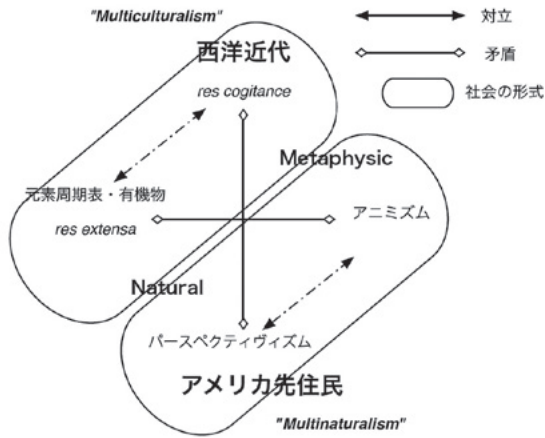 "Multiculturalism"
対立
西洋近代
矛盾
res cogitance
社会の形式
Metaphysic
元素周期表・有機物
アニミズム
res extensa
Natural
パースペクティヴィズム
アメリカ先住民
"Multinaturalism"